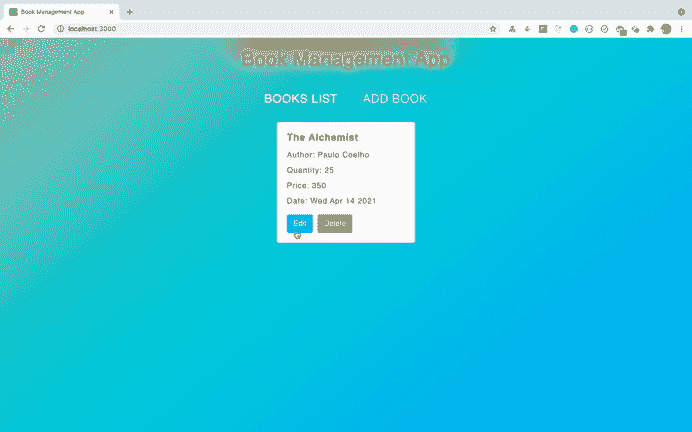 Book Management App
localhost:3000
Book Management App
BOOKS LIST ADD BOOK
The Alchemist
Author: Paulo Coelho
Quantity: 25
Price: 350
Date: Wed Apr 14 2021
Edit Delete